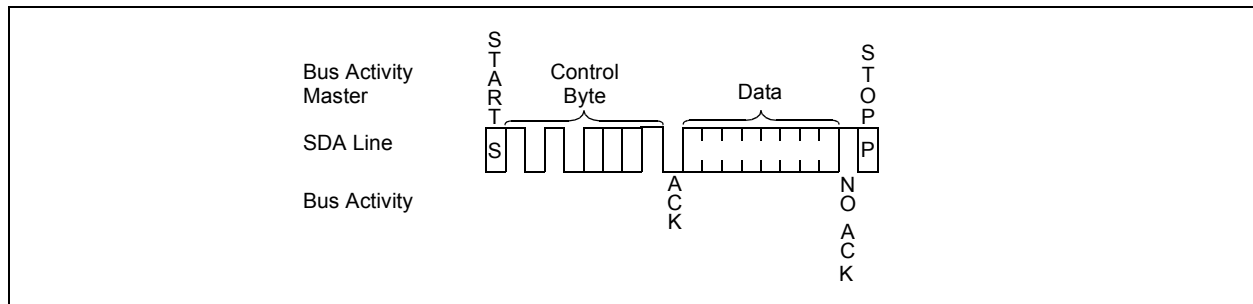 Bus Activity
Master
SDA Line
Bus Activity
START
Control
Byte
Data
STOP
S
P
ACK
NO ACK